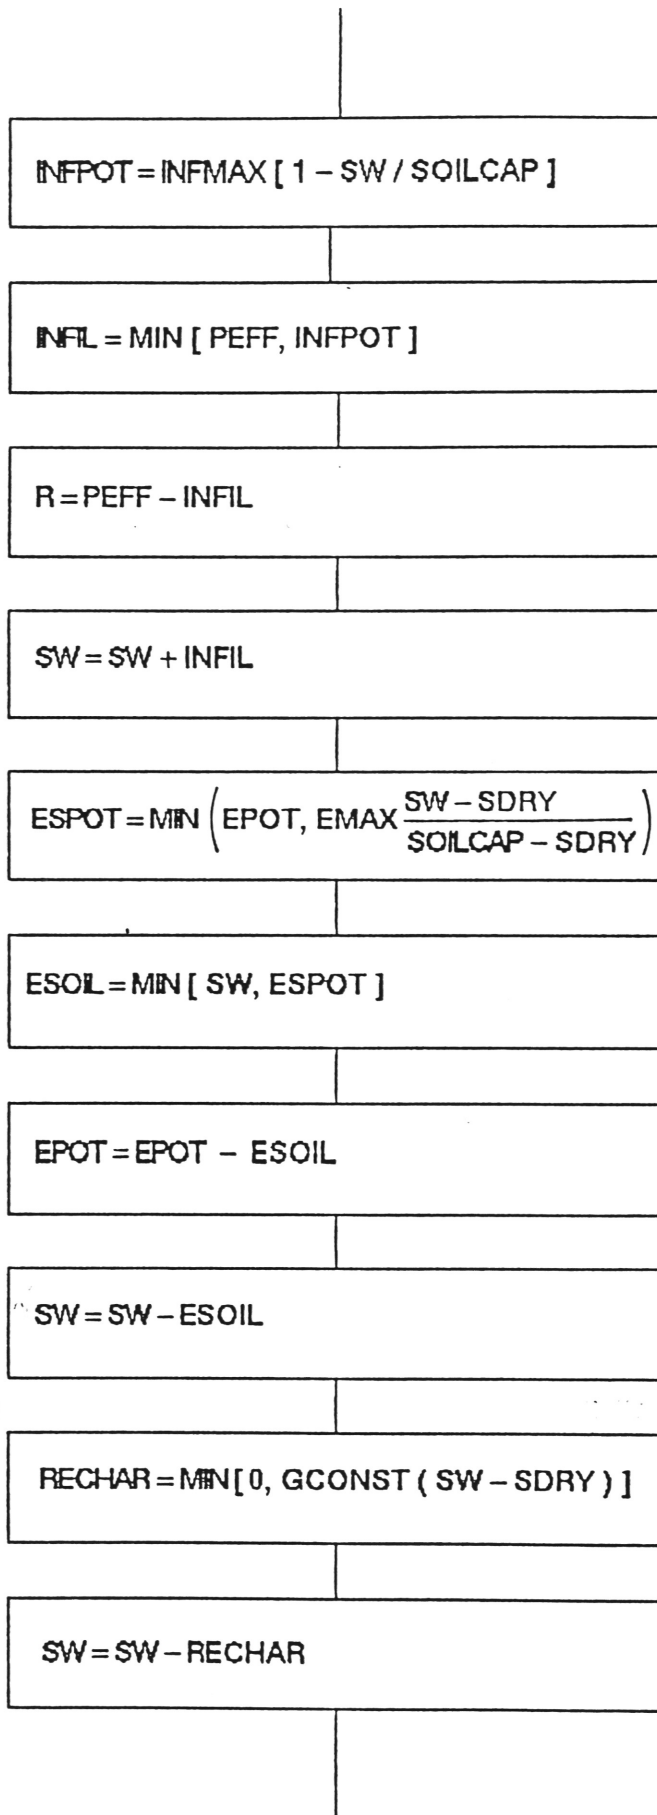 INFPOT = INFMAX [ 1 – SW / SOILCAP ]
INFIL = MIN [ PEFF, INFPOT ]
R = PEFF – INFIL
SW = SW + INFIL
ESPOT = MIN ( EPOT, EMAX (SW – SDRY) / (SOILCAP – SDRY) )
ESOIL = MIN [ SW, ESPOT ]
EPOT = EPOT – ESOIL
SW = SW – ESOIL
RECHAR = MIN [ 0, GCONST ( SW – SDRY ) ]
SW = SW – RECHAR